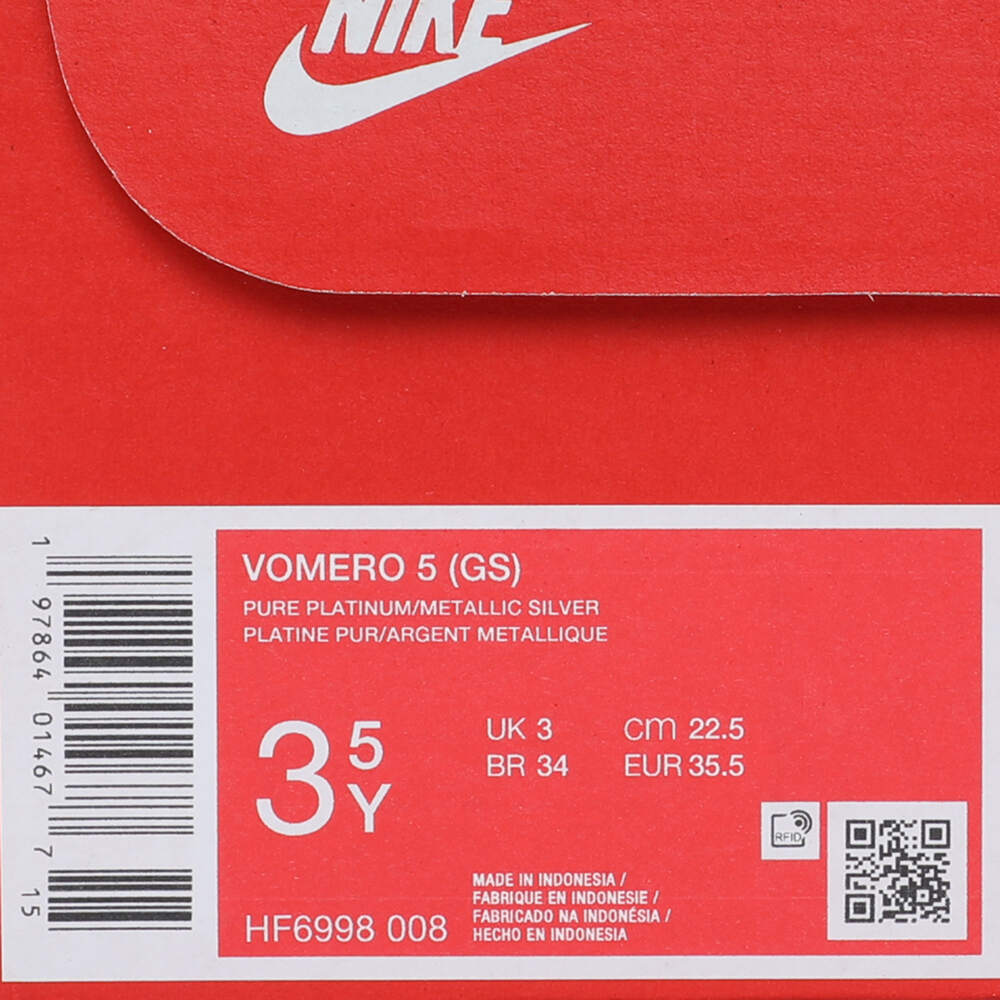 NIKE
VOMERO 5 (GS)
PURE PLATINUM/METALLIC SILVER
PLATINE PUR/ARGENT METALLIQUE
3 5 Y
UK 3 cm 22.5
BR 34 EUR 35.5
RFID
MADE IN INDONESIA /
FABRIQUE EN INDONESIE /
FABRICADO NA INDONÉSIA /
HECHO EN INDONESIA
HF6998 008
1 97864 01467 7 15